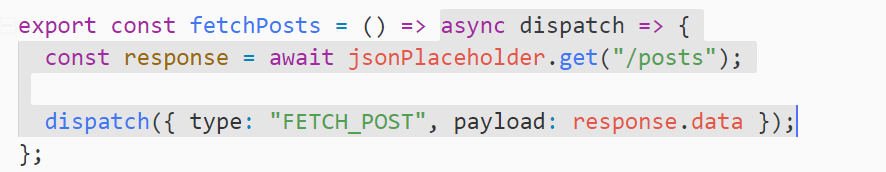 export const fetchPosts = () => async dispatch => {
const response = await jsonPlaceholder.get("/posts");
dispatch({ type: "FETCH_POST", payload: response.data });
};